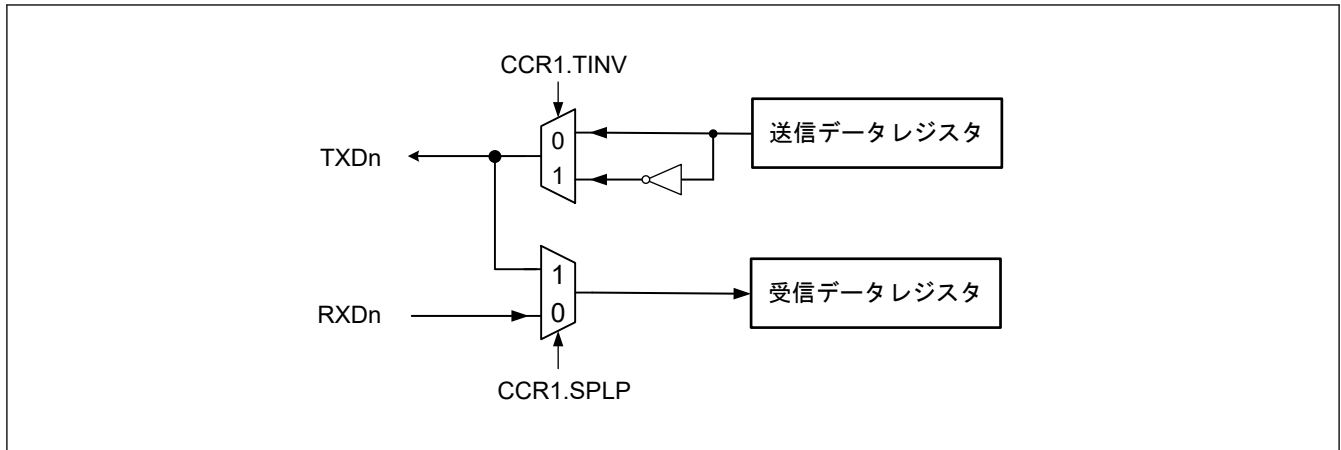 CCR1.TINV
送信データレジスタ
TXDn
0
1
1
受信データレジスタ
RXDn
0
CCR1.SPLP